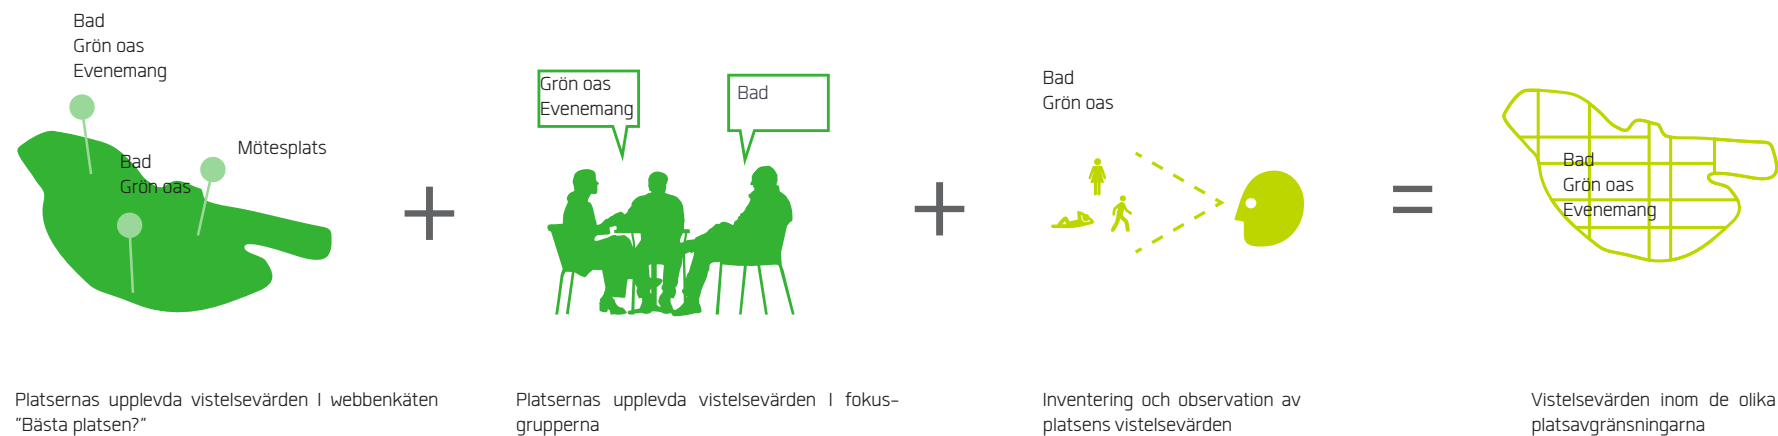 Bad
Grön oas
Evenemang
Mötesplats
Bad
Grön oas
Platsernas upplevda vistelsevärden I webbenkäten
"Bästa platsen?"
+
Grön oas
Evenemang
Bad
Platsernas upplevda vistelsevärden I fokus-
grupperna
+
Bad
Grön oas
Inventering och observation av
platsens vistelsevärden
=
Bad
Grön oas
Evenemang
Vistelsevärden inom de olika
platsavgränsningarna